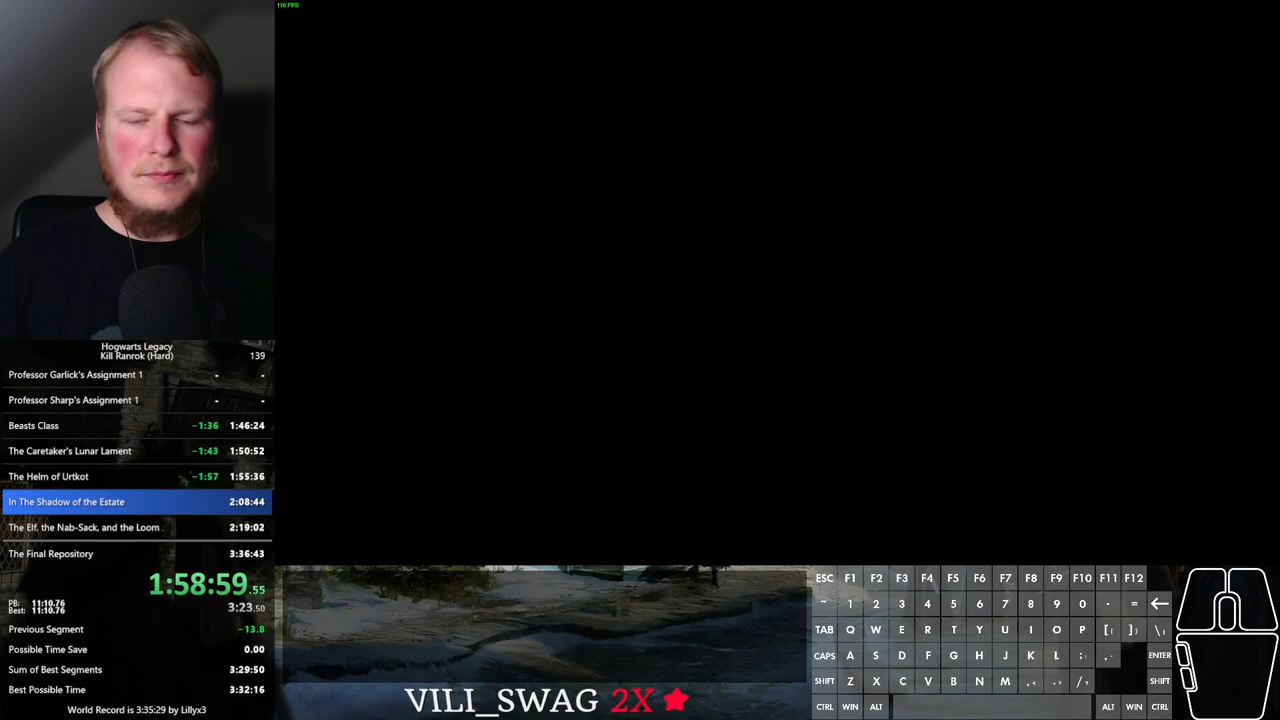 116 FPS
Hogwarts Legacy
Kill Ranrok (Hard) 139
Professor Garlick's Assignment 1 - -
Professor Sharp's Assignment 1 - -
Beasts Class −1:36 1:46:24
The Caretaker's Lunar Lament −1:43 1:50:52
The Helm of Urtkot −1:57 1:55:36
In The Shadow of the Estate 2:08:44
The Elf, the Nab-Sack, and the Loom 2:19:02
The Final Repository 3:36:43
1:58:59.55
PB: 11:10.76
Best: 11:10.76
3:23.50
Previous Segment −13.8
Possible Time Save 0.00
Sum of Best Segments 3:29:50
Best Possible Time 3:32:16
World Record is 3:35:29 by Lillyx3
VILI_SWAG 2X
ESC F1 F2 F3 F4 F5 F6 F7 F8 F9 F10 F11 F12
~ 1 2 3 4 5 6 7 8 9 0 - =
TAB Q W E R T Y U I O P [{ ]} \|
CAPS A S D F G H J K L ; ENTER
SHIFT Z X C V B N M ,< .> /? SHIFT
CTRL WIN ALT ALT WIN CTRL